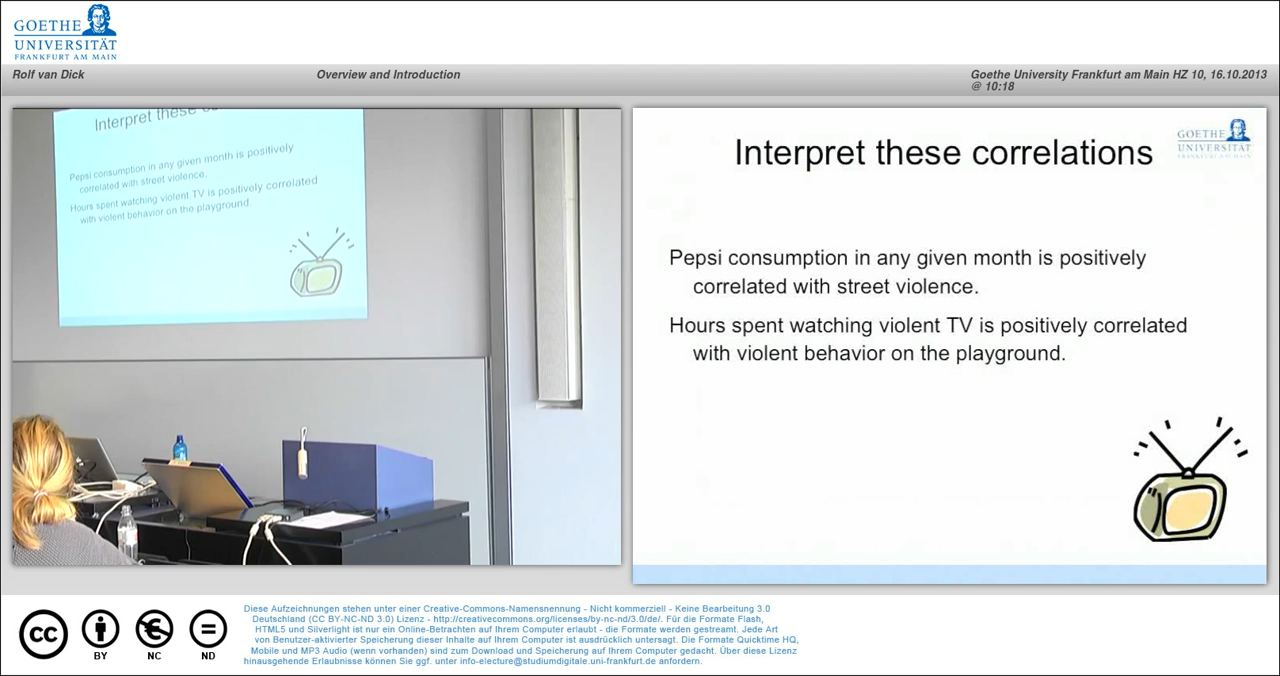 GOETHE
UNIVERSITÄT
FRANKFURT AM MAIN
Rolf van Dick
Overview and Introduction
Goethe University Frankfurt am Main HZ 10, 16.10.2013
@ 10:18
Interpret these
Pepsi consumption in any given month is positively
correlated with street violence.
Hours spent watching violent TV is positively correlated
with violent behavior on the playground.
GOETHE
UNIVERSITÄT
FRANKFURT AM MAIN
Interpret these correlations
Pepsi consumption in any given month is positively
correlated with street violence.
Hours spent watching violent TV is positively correlated
with violent behavior on the playground.
cc
BY
NC
ND
Diese Aufzeichnungen stehen unter einer Creative-Commons-Namensnennung - Nicht kommerziell - Keine Bearbeitung 3.0
Deutschland (CC BY-NC-ND 3.0) Lizenz - http://creativecommons.org/licenses/by-nc-nd/3.0/de/. Für die Formate Flash,
HTML5 und Silverlight ist nur ein Online-Betrachten auf Ihrem Computer erlaubt - die Formate werden gestreamt. Jede Art
von Benutzer-aktivierter Speicherung dieser Inhalte auf Ihrem Computer ist ausdrücklich untersagt. Die Formate Quicktime HQ,
Mobile und MP3 Audio (wenn vorhanden) sind zum Download und Speicherung auf Ihrem Computer gedacht. Über diese Lizenz
hinausgehende Erlaubnisse können Sie ggf. unter info-electure@studiumdigitale.uni-frankfurt.de anfordern.